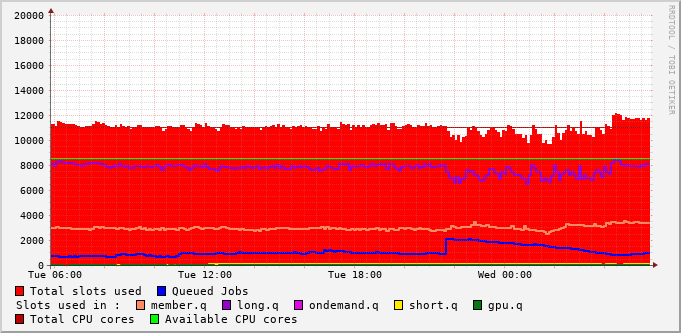 RRDTOOL / TOBI OETIKER
20000
18000
16000
14000
12000
10000
8000
6000
4000
2000
0
Tue 06:00 Tue 12:00 Tue 18:00 Wed 00:00
Total slots used Queued Jobs
Slots used in : member.q long.q ondemand.q short.q gpu.q
Total CPU cores Available CPU cores